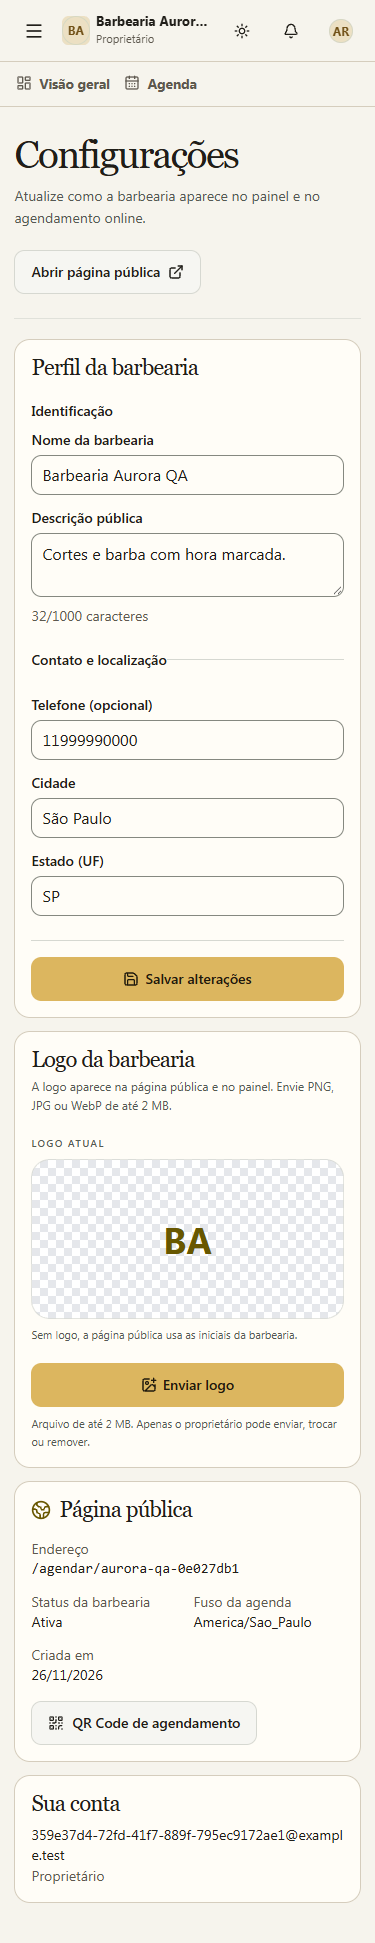 BA
Barbearia Auror...
Proprietário
AR
Visão geral
Agenda
Configurações
Atualize como a barbearia aparece no painel e no
agendamento online.
Abrir página pública
Perfil da barbearia
Identificação
Nome da barbearia
Barbearia Aurora QA
Descrição pública
Cortes e barba com hora marcada.
32/1000 caracteres
Contato e localização
Telefone (opcional)
11999990000
Cidade
São Paulo
Estado (UF)
SP
Salvar alterações
Logo da barbearia
A logo aparece na página pública e no painel. Envie PNG,
JPG ou WebP de até 2 MB.
LOGO ATUAL
BA
Sem logo, a página pública usa as iniciais da barbearia.
Enviar logo
Arquivo de até 2 MB. Apenas o proprietário pode enviar, trocar
ou remover.
Página pública
Endereço
/agendar/aurora-qa-0e027db1
Status da barbearia
Ativa
Fuso da agenda
America/Sao_Paulo
Criada em
26/11/2026
QR Code de agendamento
Sua conta
359e37d4-72fd-41f7-889f-795ec9172ae1@exampl
e.test
Proprietário